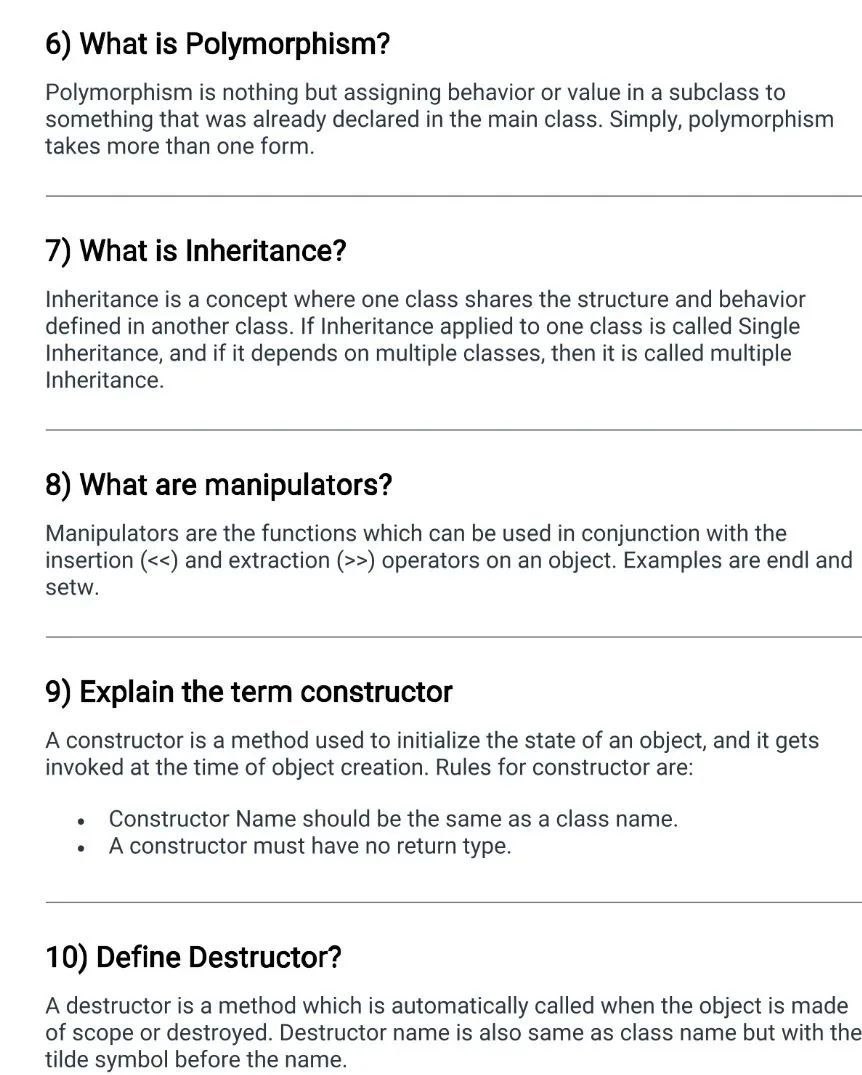 6) What is Polymorphism?
Polymorphism is nothing but assigning behavior or value in a subclass to
something that was already declared in the main class. Simply, polymorphism
takes more than one form.
7) What is Inheritance?
Inheritance is a concept where one class shares the structure and behavior
defined in another class. If Inheritance applied to one class is called Single
Inheritance, and if it depends on multiple classes, then it is called multiple
Inheritance.
8) What are manipulators?
Manipulators are the functions which can be used in conjunction with the
insertion (<<) and extraction (>>) operators on an object. Examples are endl and
setw.
9) Explain the term constructor
A constructor is a method used to initialize the state of an object, and it gets
invoked at the time of object creation. Rules for constructor are:
• Constructor Name should be the same as a class name.
• A constructor must have no return type.
10) Define Destructor?
A destructor is a method which is automatically called when the object is made
of scope or destroyed. Destructor name is also same as class name but with the
tilde symbol before the name.